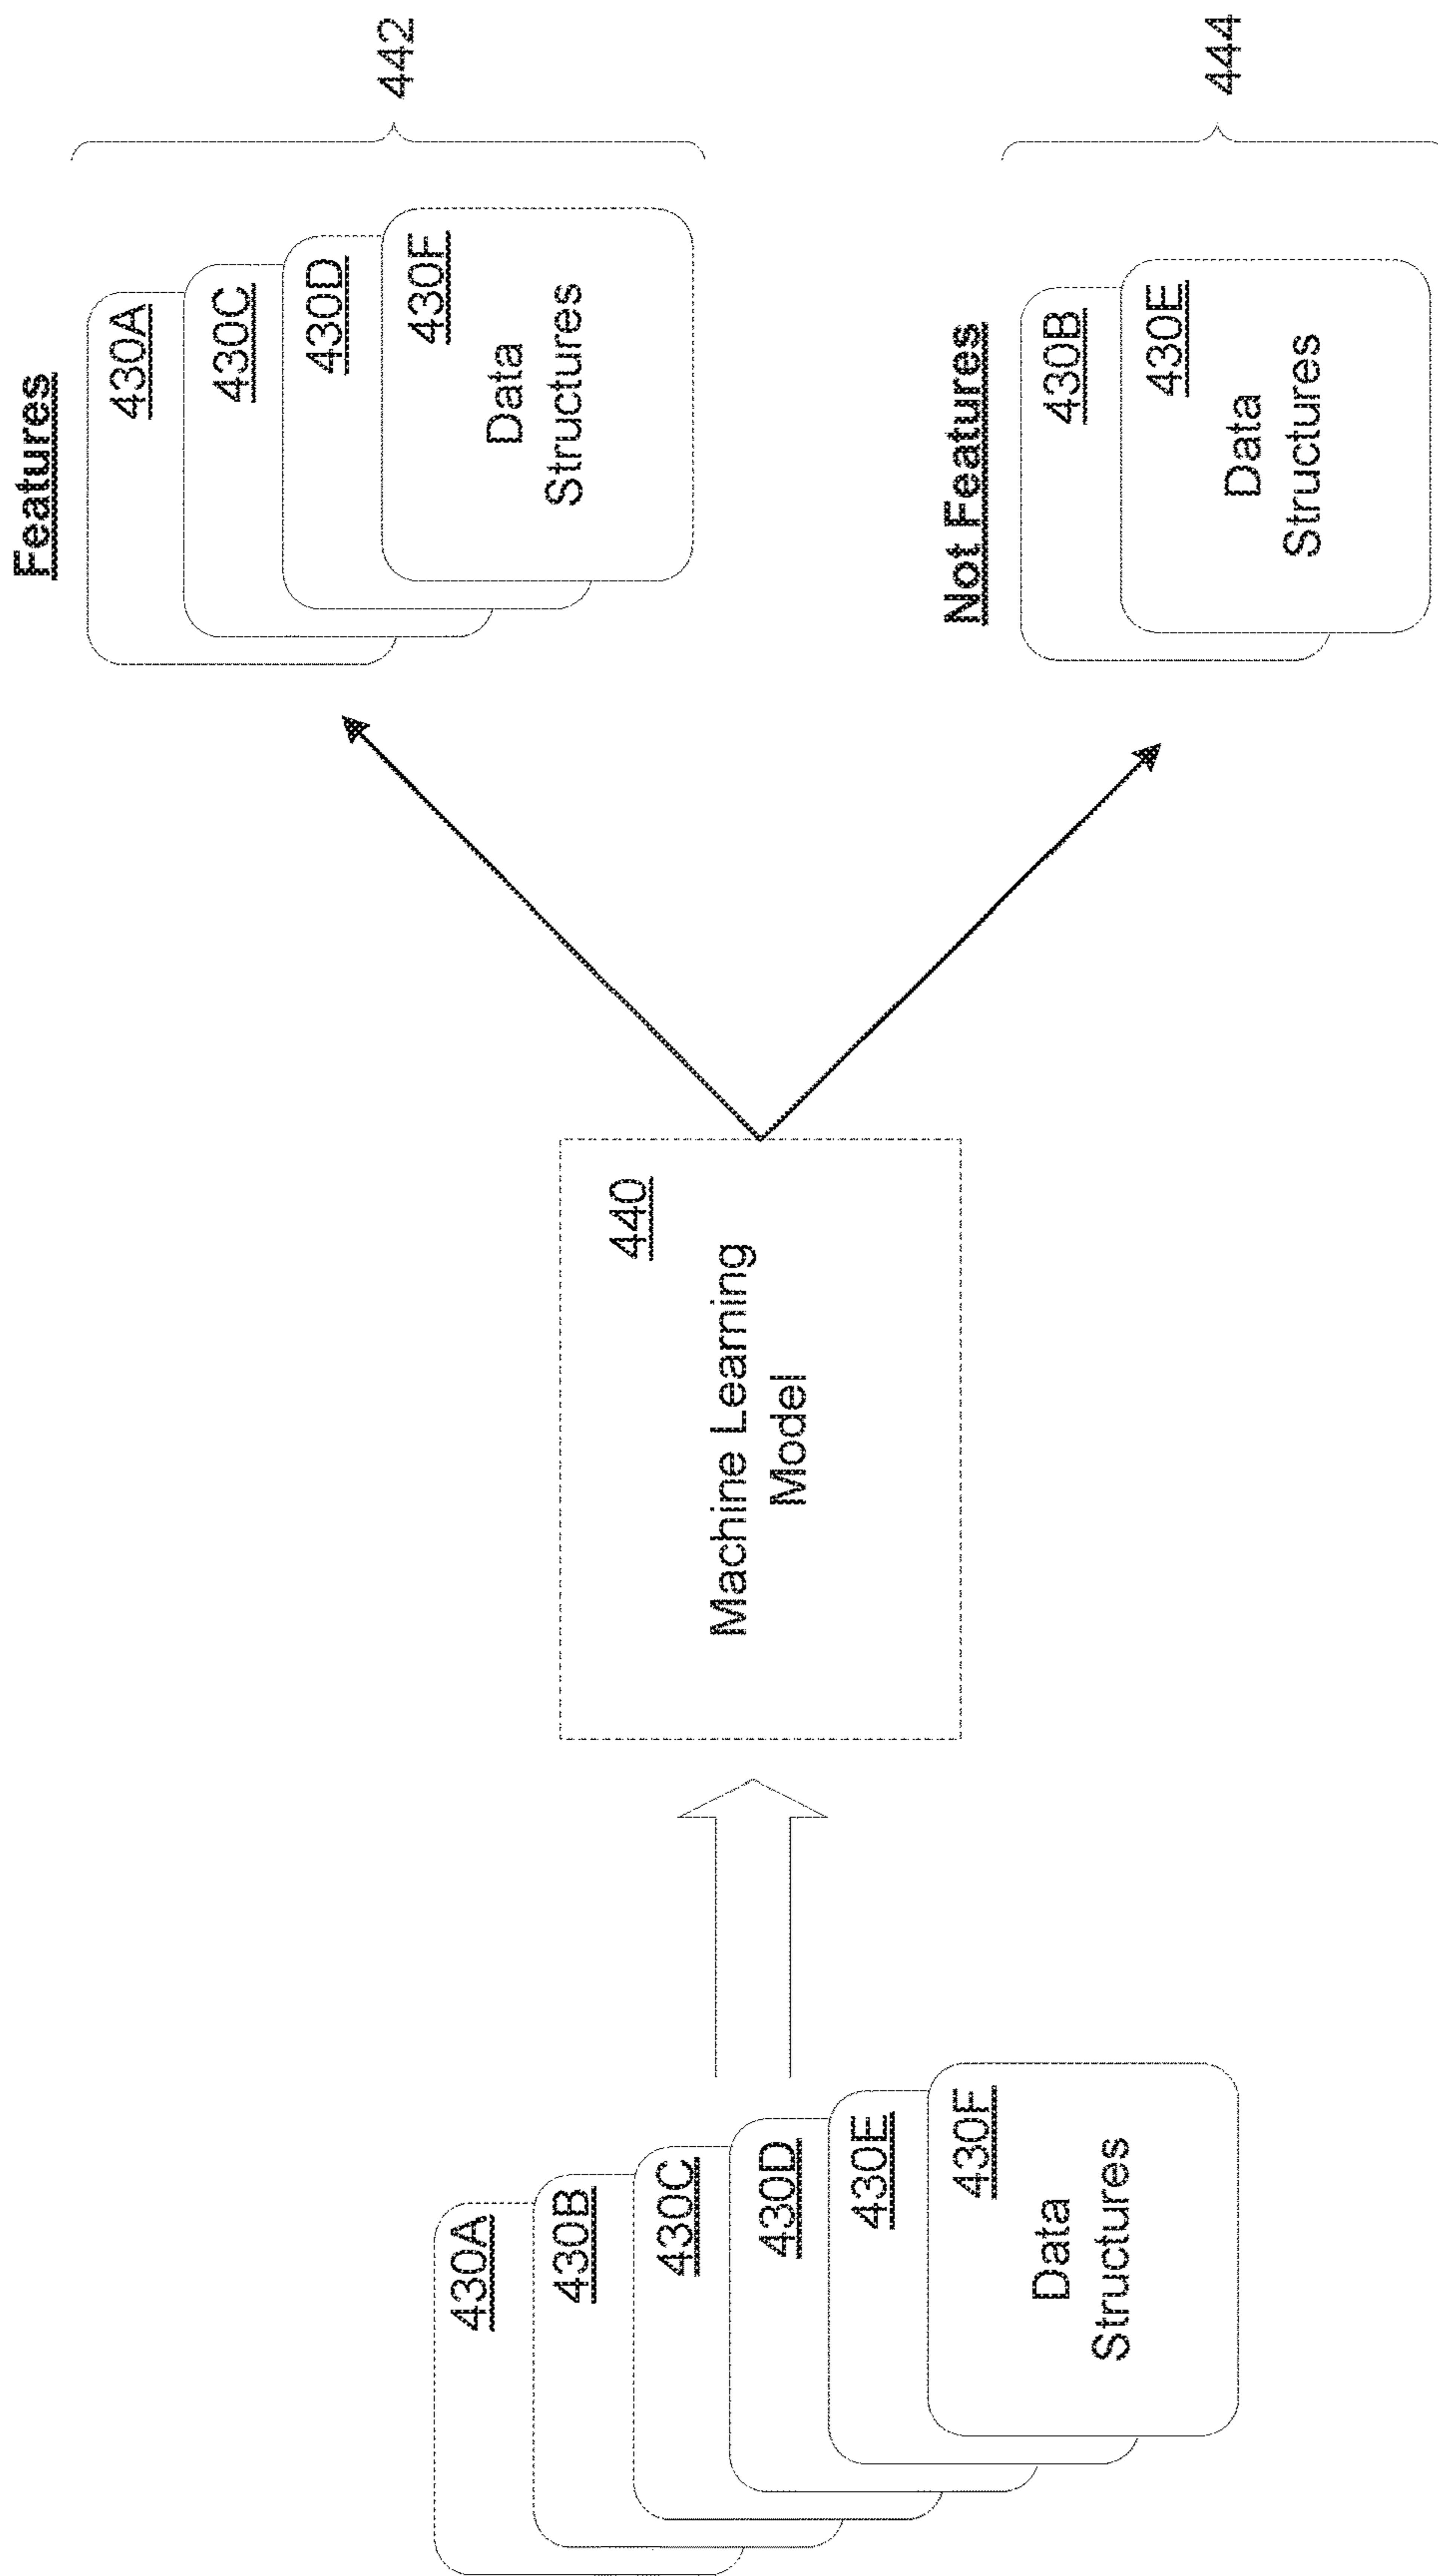 430A
430B
430C
430D
430E
430F
Data
Structures
440
Machine Learning
Model
Features
430A
430C
430D
430F
Data
Structures
442
Not Features
430B
430E
Data
Structures
444